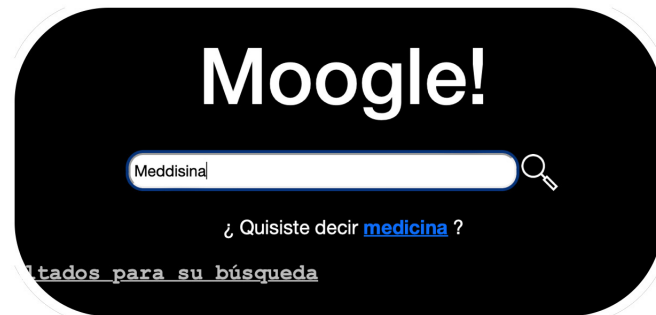 Moogle!
Meddisina
¿ Quisiste decir medicina ?
ltados para su búsqueda